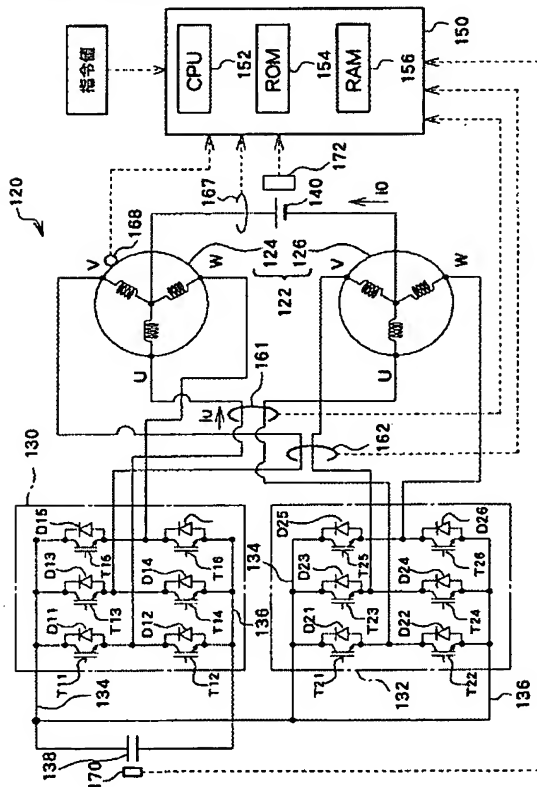 120
指令値
CPU
152
ROM
154
RAM
156
150
172
168
167
V
W
U
124
126
122
140
i0
V
W
U
161
iu
162
130
D15
D13
D11
T15
T13
T11
D14
D12
T16
T14
T12
134
136
138
170
D25
D23
D21
T25
T23
T21
D26
D24
D22
T26
T24
T22
134
132
136